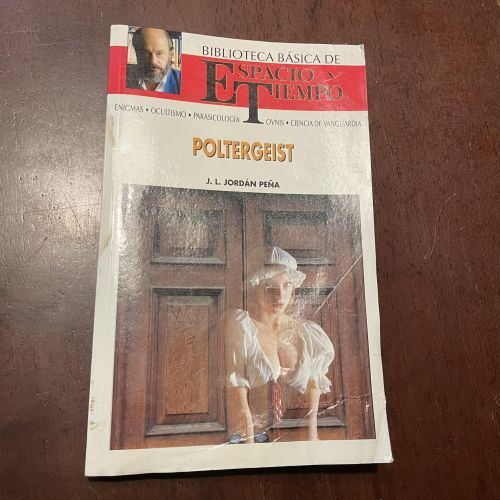 BIBLIOTECA BÁSICA DE
ESPACIO Y
TIEMPO
ENIGMAS • OCULTISMO • PARASICOLOGÍA • OVNIS • CIENCIA DE VANGUARDIA
POLTERGEIST
J. L. JORDÁN PEÑA